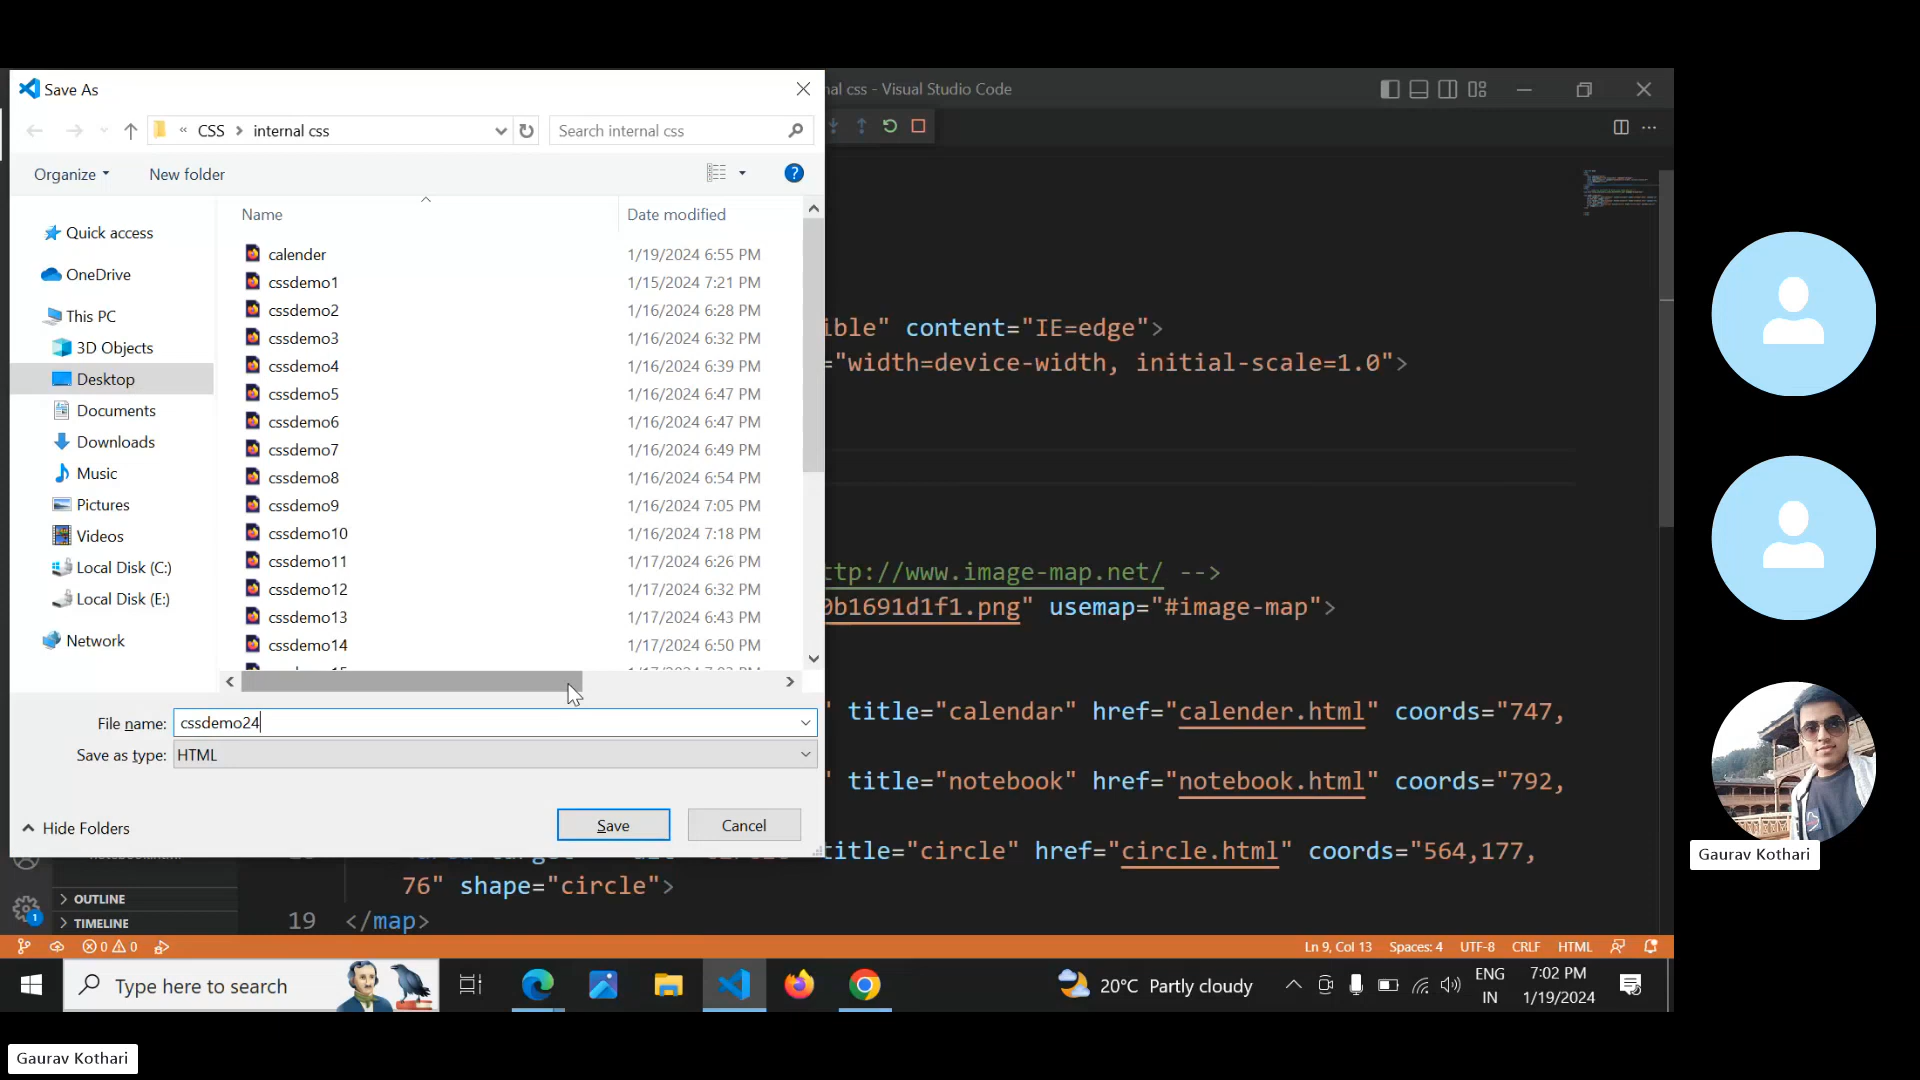 Save As
nal css - Visual Studio Code
« CSS > internal css
Search internal css
Organize
New folder
Name
Date modified
Quick access
OneDrive
This PC
3D Objects
Desktop
Documents
Downloads
Music
Pictures
Videos
Local Disk (C:)
Local Disk (E:)
Network
calender 1/19/2024 6:55 PM
cssdemo1 1/15/2024 7:21 PM
cssdemo2 1/16/2024 6:28 PM
cssdemo3 1/16/2024 6:32 PM
cssdemo4 1/16/2024 6:39 PM
cssdemo5 1/16/2024 6:47 PM
cssdemo6 1/16/2024 6:47 PM
cssdemo7 1/16/2024 6:49 PM
cssdemo8 1/16/2024 6:54 PM
cssdemo9 1/16/2024 7:05 PM
cssdemo10 1/16/2024 7:18 PM
cssdemo11 1/17/2024 6:26 PM
cssdemo12 1/17/2024 6:32 PM
cssdemo13 1/17/2024 6:43 PM
cssdemo14 1/17/2024 6:50 PM
File name: cssdemo24
Save as type: HTML
Hide Folders
Save
Cancel
ible" content="IE=edge">
="width=device-width, initial-scale=1.0">
ttp://www.image-map.net/ -->
0b1691d1f1.png" usemap="#image-map">
" title="calendar" href="calender.html" coords="747,
" title="notebook" href="notebook.html" coords="792,
title="circle" href="circle.html" coords="564,177,
76" shape="circle">
19 </map>
OUTLINE
TIMELINE
1
0 0
Ln 9, Col 13 Spaces: 4 UTF-8 CRLF HTML
Type here to search
20°C Partly cloudy
ENG
IN
7:02 PM
1/19/2024
Gaurav Kothari
Gaurav Kothari